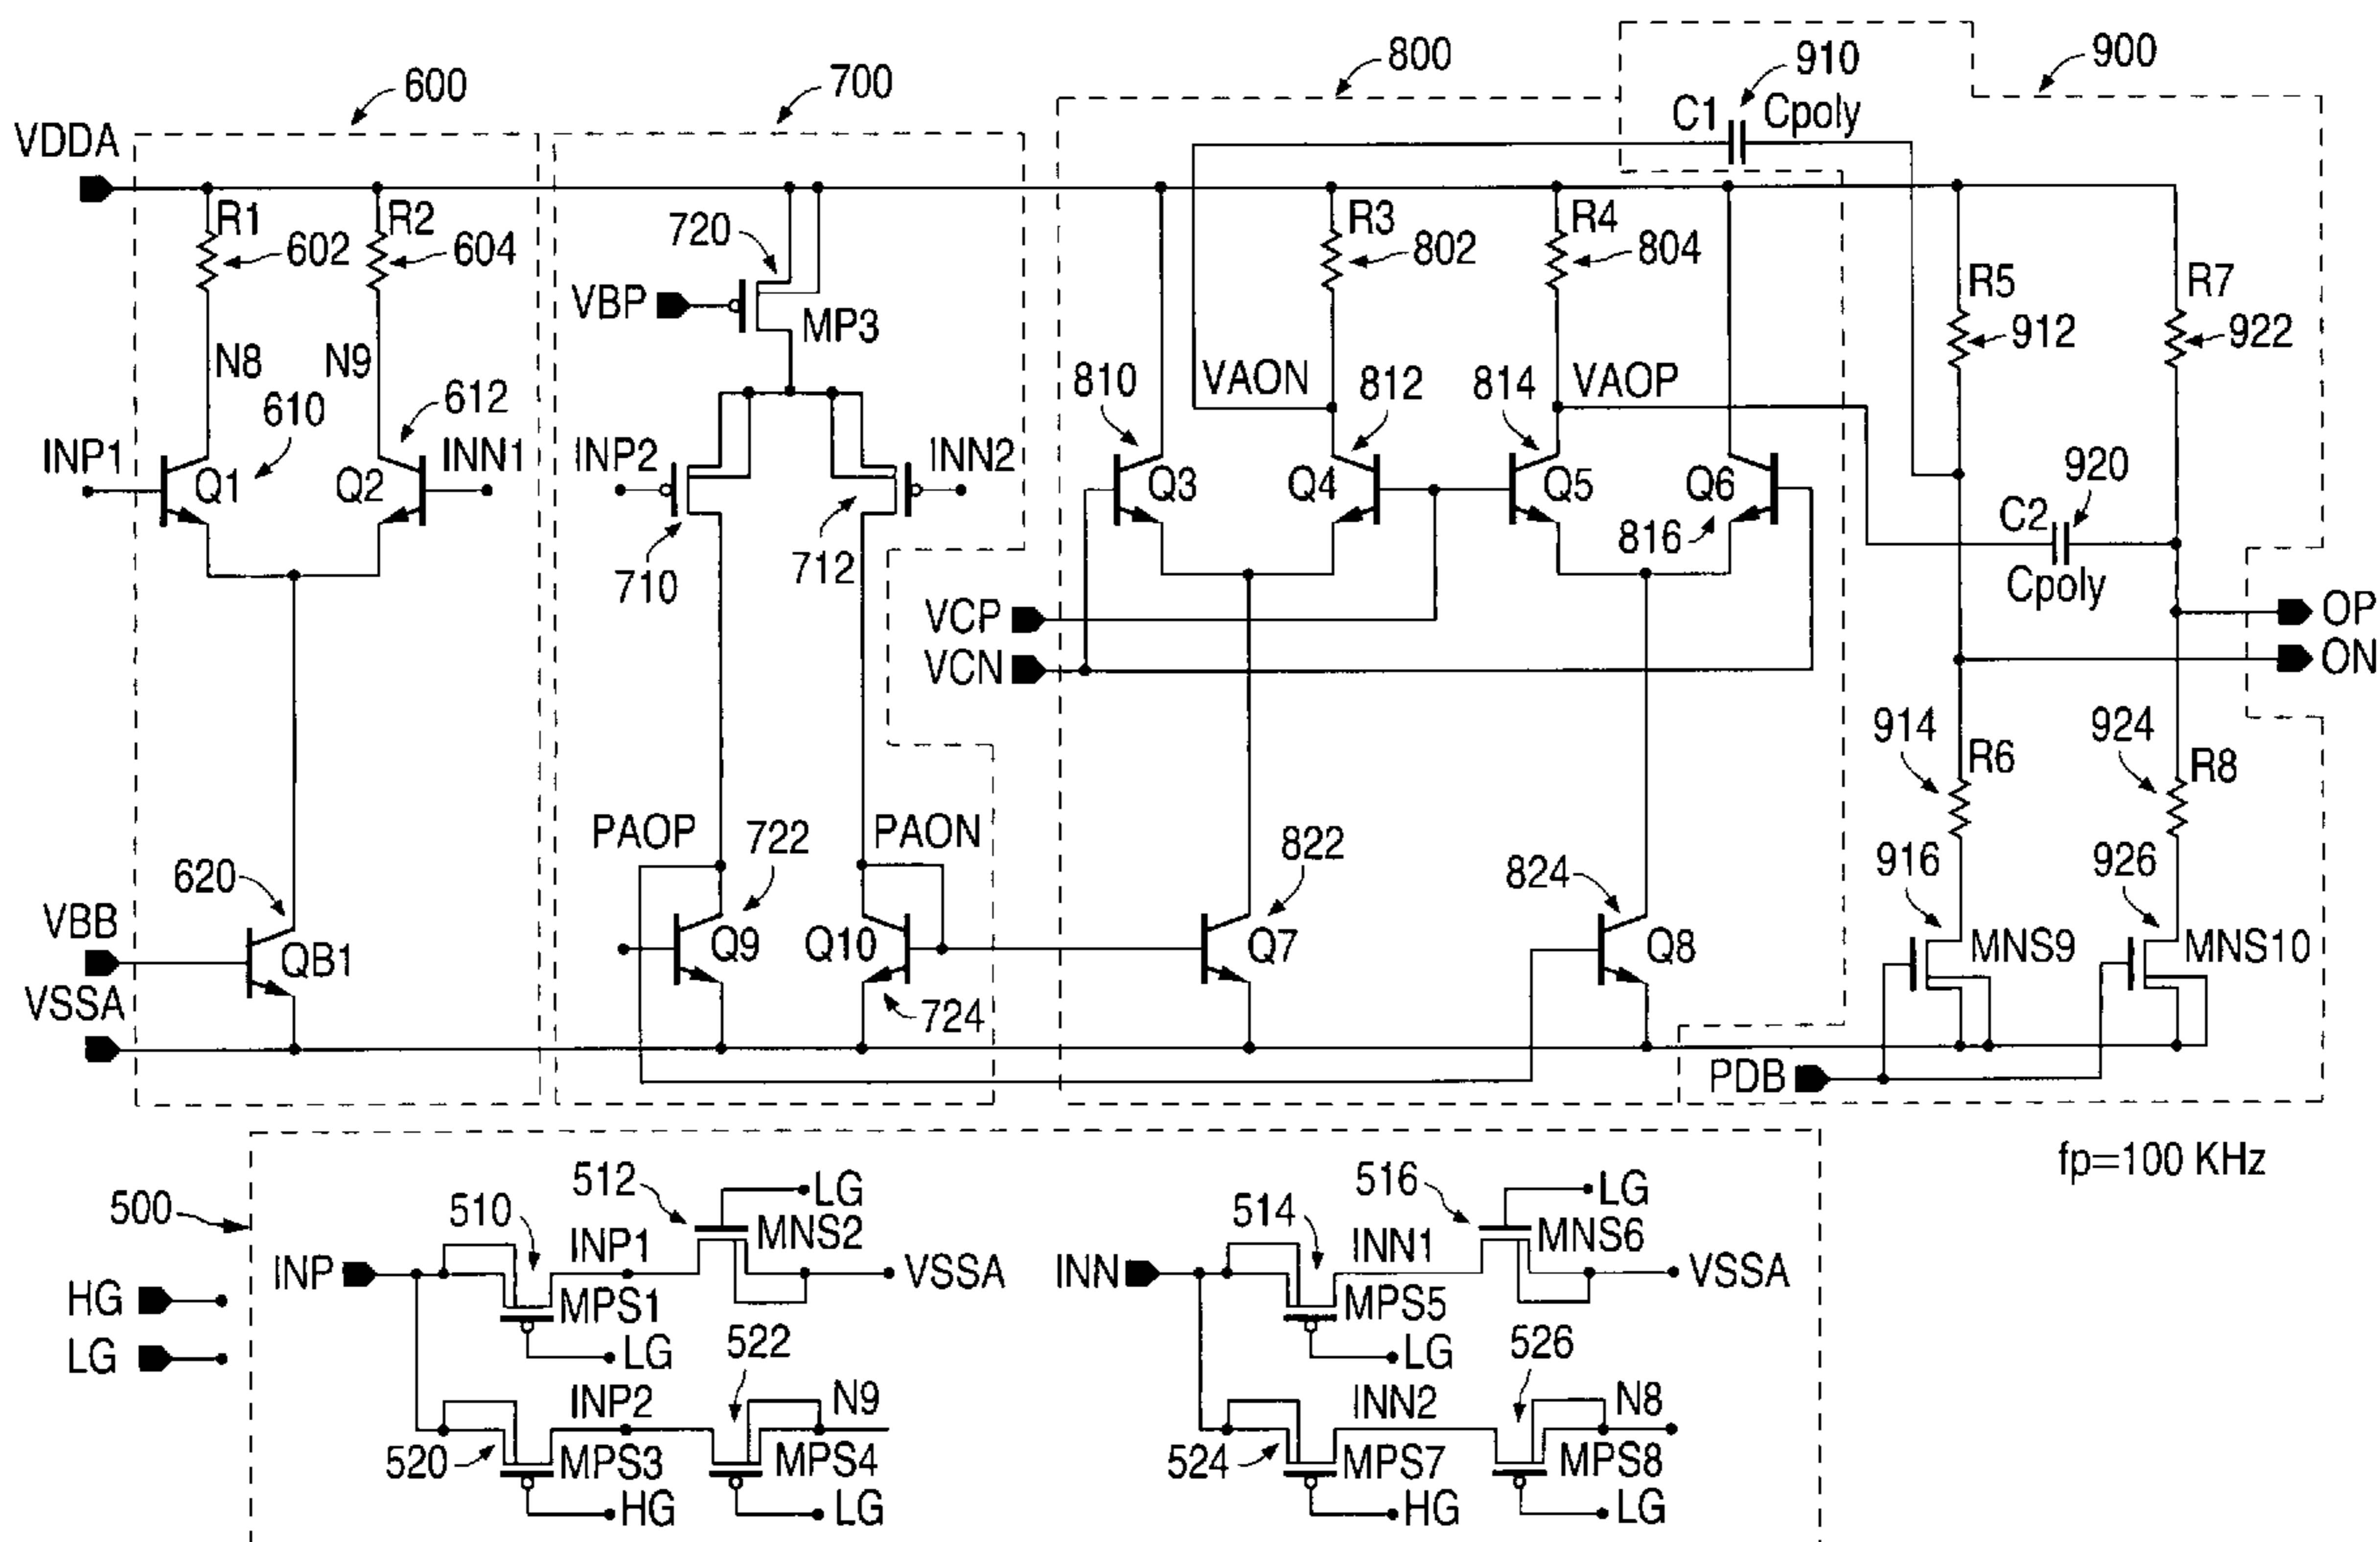 600
700
800
910
900
C1
Cpoly
VDDA
R1
602
R2
604
720
VBP
MP3
N8
N9
610
612
INP1
Q1
Q2
INN1
INP2
INN2
710
712
R3
802
R4
804
R5
912
R7
922
810
VAON
812
814
VAOP
Q3
Q4
Q5
Q6
816
920
C2
Cpoly
VCP
VCN
OP
ON
914
R6
924
R8
PAOP
722
PAON
822
824
916
926
620
VBB
QB1
VSSA
Q9
Q10
724
Q7
Q8
MNS9
MNS10
PDB
fp=100 KHz
500
HG
LG
INP
510
INP1
MPS1
LG
512
LG
MNS2
VSSA
520
INP2
MPS3
HG
522
N9
MPS4
LG
INN
514
INN1
MPS5
LG
516
LG
MNS6
VSSA
524
INN2
MPS7
HG
526
N8
MPS8
LG